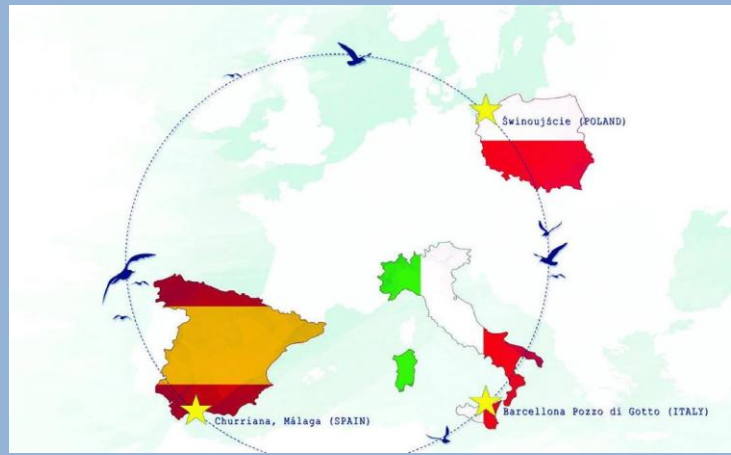 Świnoujście (POLAND)
Barcellona Pozzo di Gotto (ITALY)
Churriana, Málaga (SPAIN)